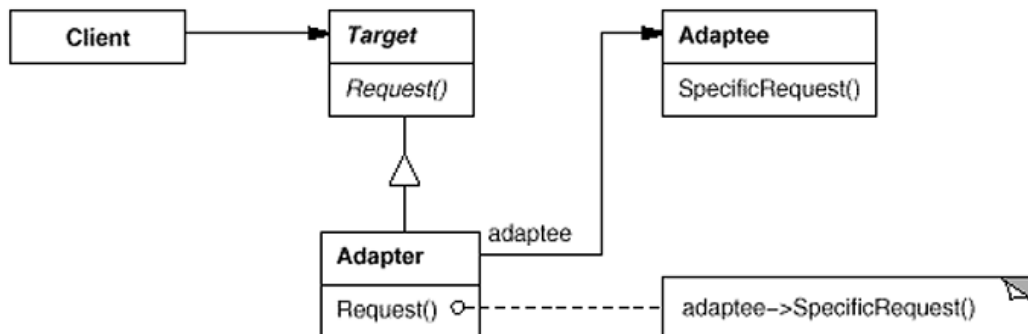 Client
Target
Request()
Adaptee
SpecificRequest()
adaptee
Adapter
Request()
adaptee->SpecificRequest()